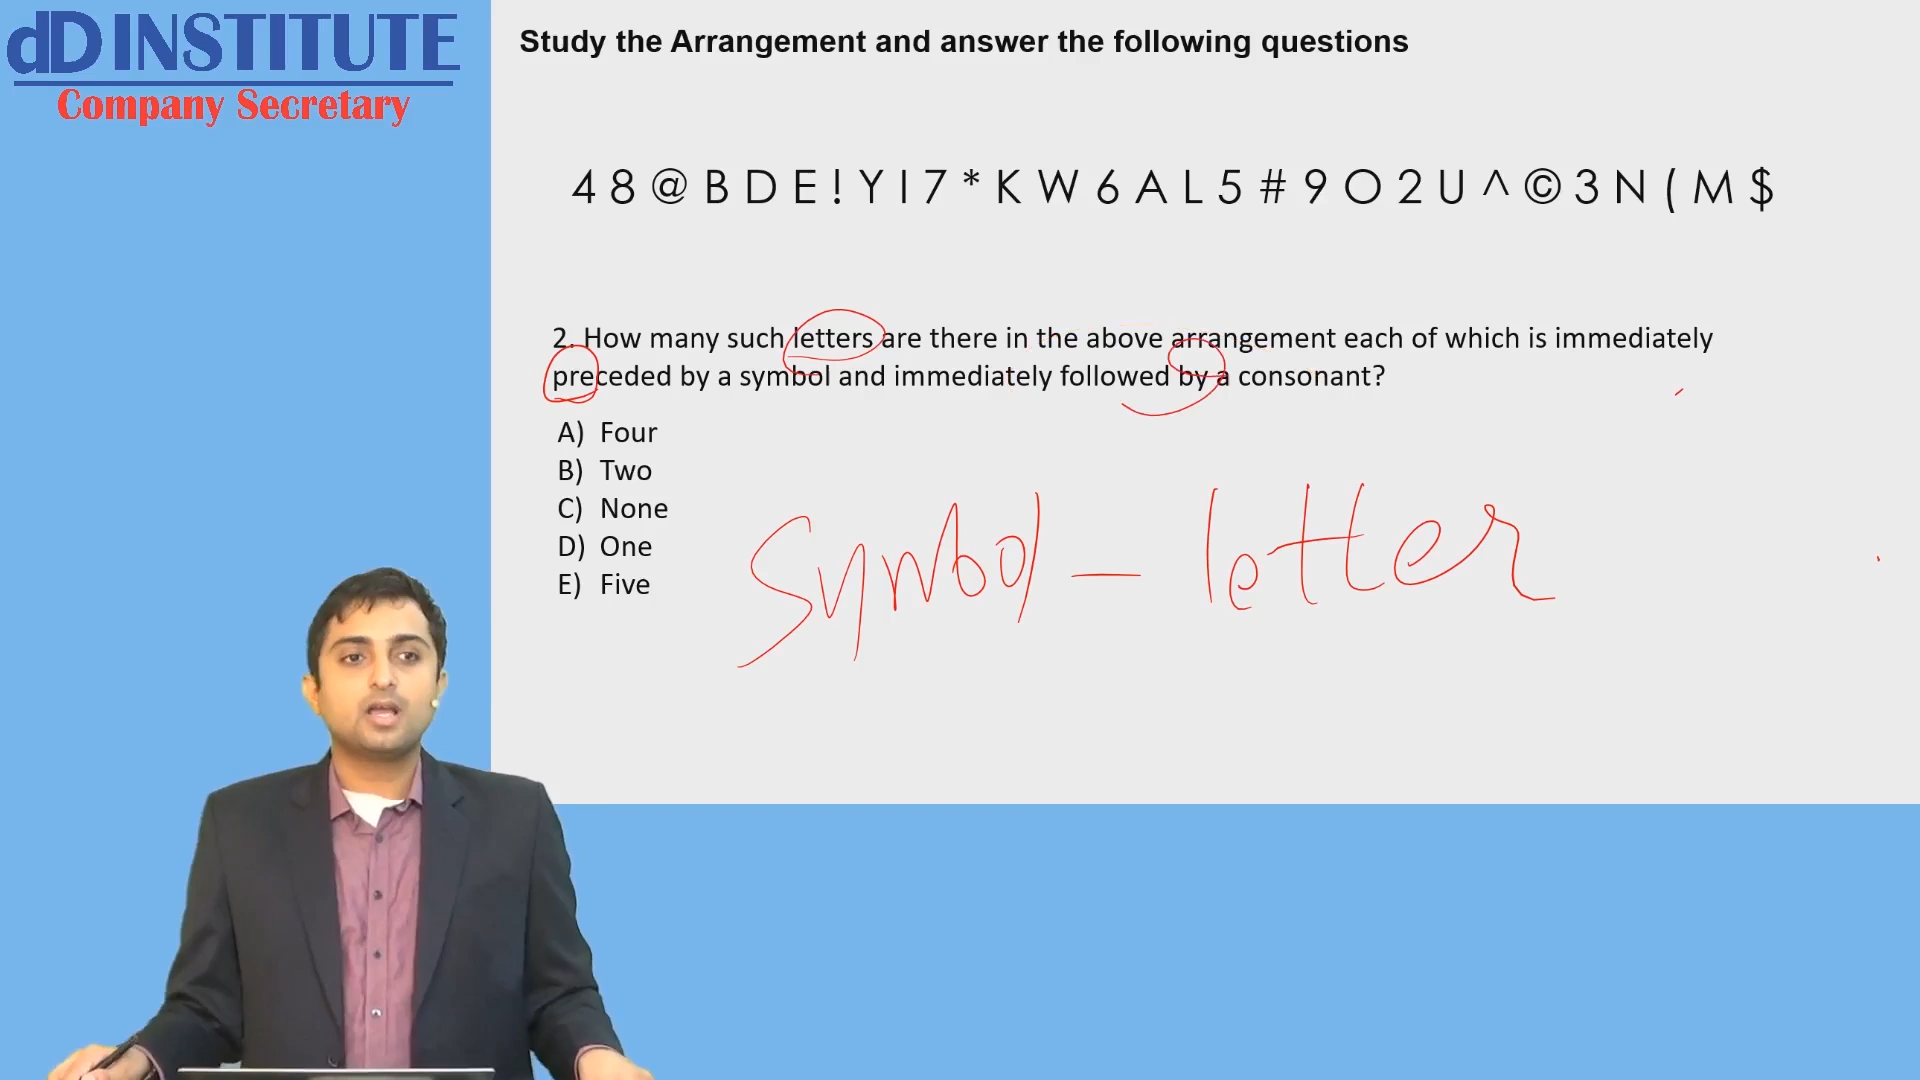 dD INSTITUTE
Company Secretary
Study the Arrangement and answer the following questions
4 8 @ B D E ! Y I 7 * K W 6 A L 5 # 9 O 2 U ^ © 3 N ( M $
2. How many such letters are there in the above arrangement each of which is immediately
preceded by a symbol and immediately followed by a consonant?
A) Four
B) Two
C) None
D) One
E) Five
Symbol - letter